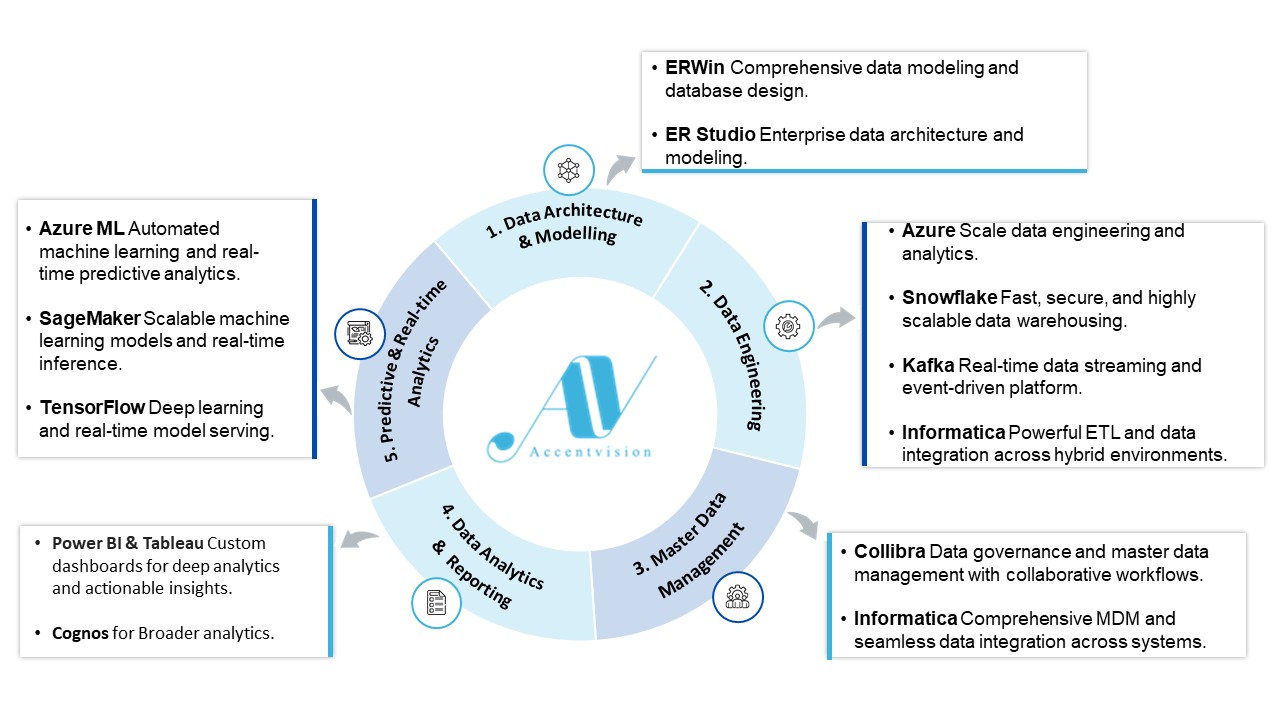 • ERWin Comprehensive data modeling and
database design.
• ER Studio Enterprise data architecture and
modeling.
1. Data Architecture
& Modelling
• Azure Scale data engineering and
analytics.
• Snowflake Fast, secure, and highly
scalable data warehousing.
• Kafka Real-time data streaming and
event-driven platform.
• Informatica Powerful ETL and data
integration across hybrid environments.
2. Data Engineering
• Collibra Data governance and master data
management with collaborative workflows.
• Informatica Comprehensive MDM and
seamless data integration across systems.
3. Master Data
Management
• Power BI & Tableau Custom
dashboards for deep analytics
and actionable insights.
• Cognos for Broader analytics.
4. Data Analytics
& Reporting
• Azure ML Automated
machine learning and real-
time predictive analytics.
• SageMaker Scalable machine
learning models and real-time
inference.
• TensorFlow Deep learning
and real-time model serving.
5. Predictive & Real-time
Analytics
AV
Accentvision